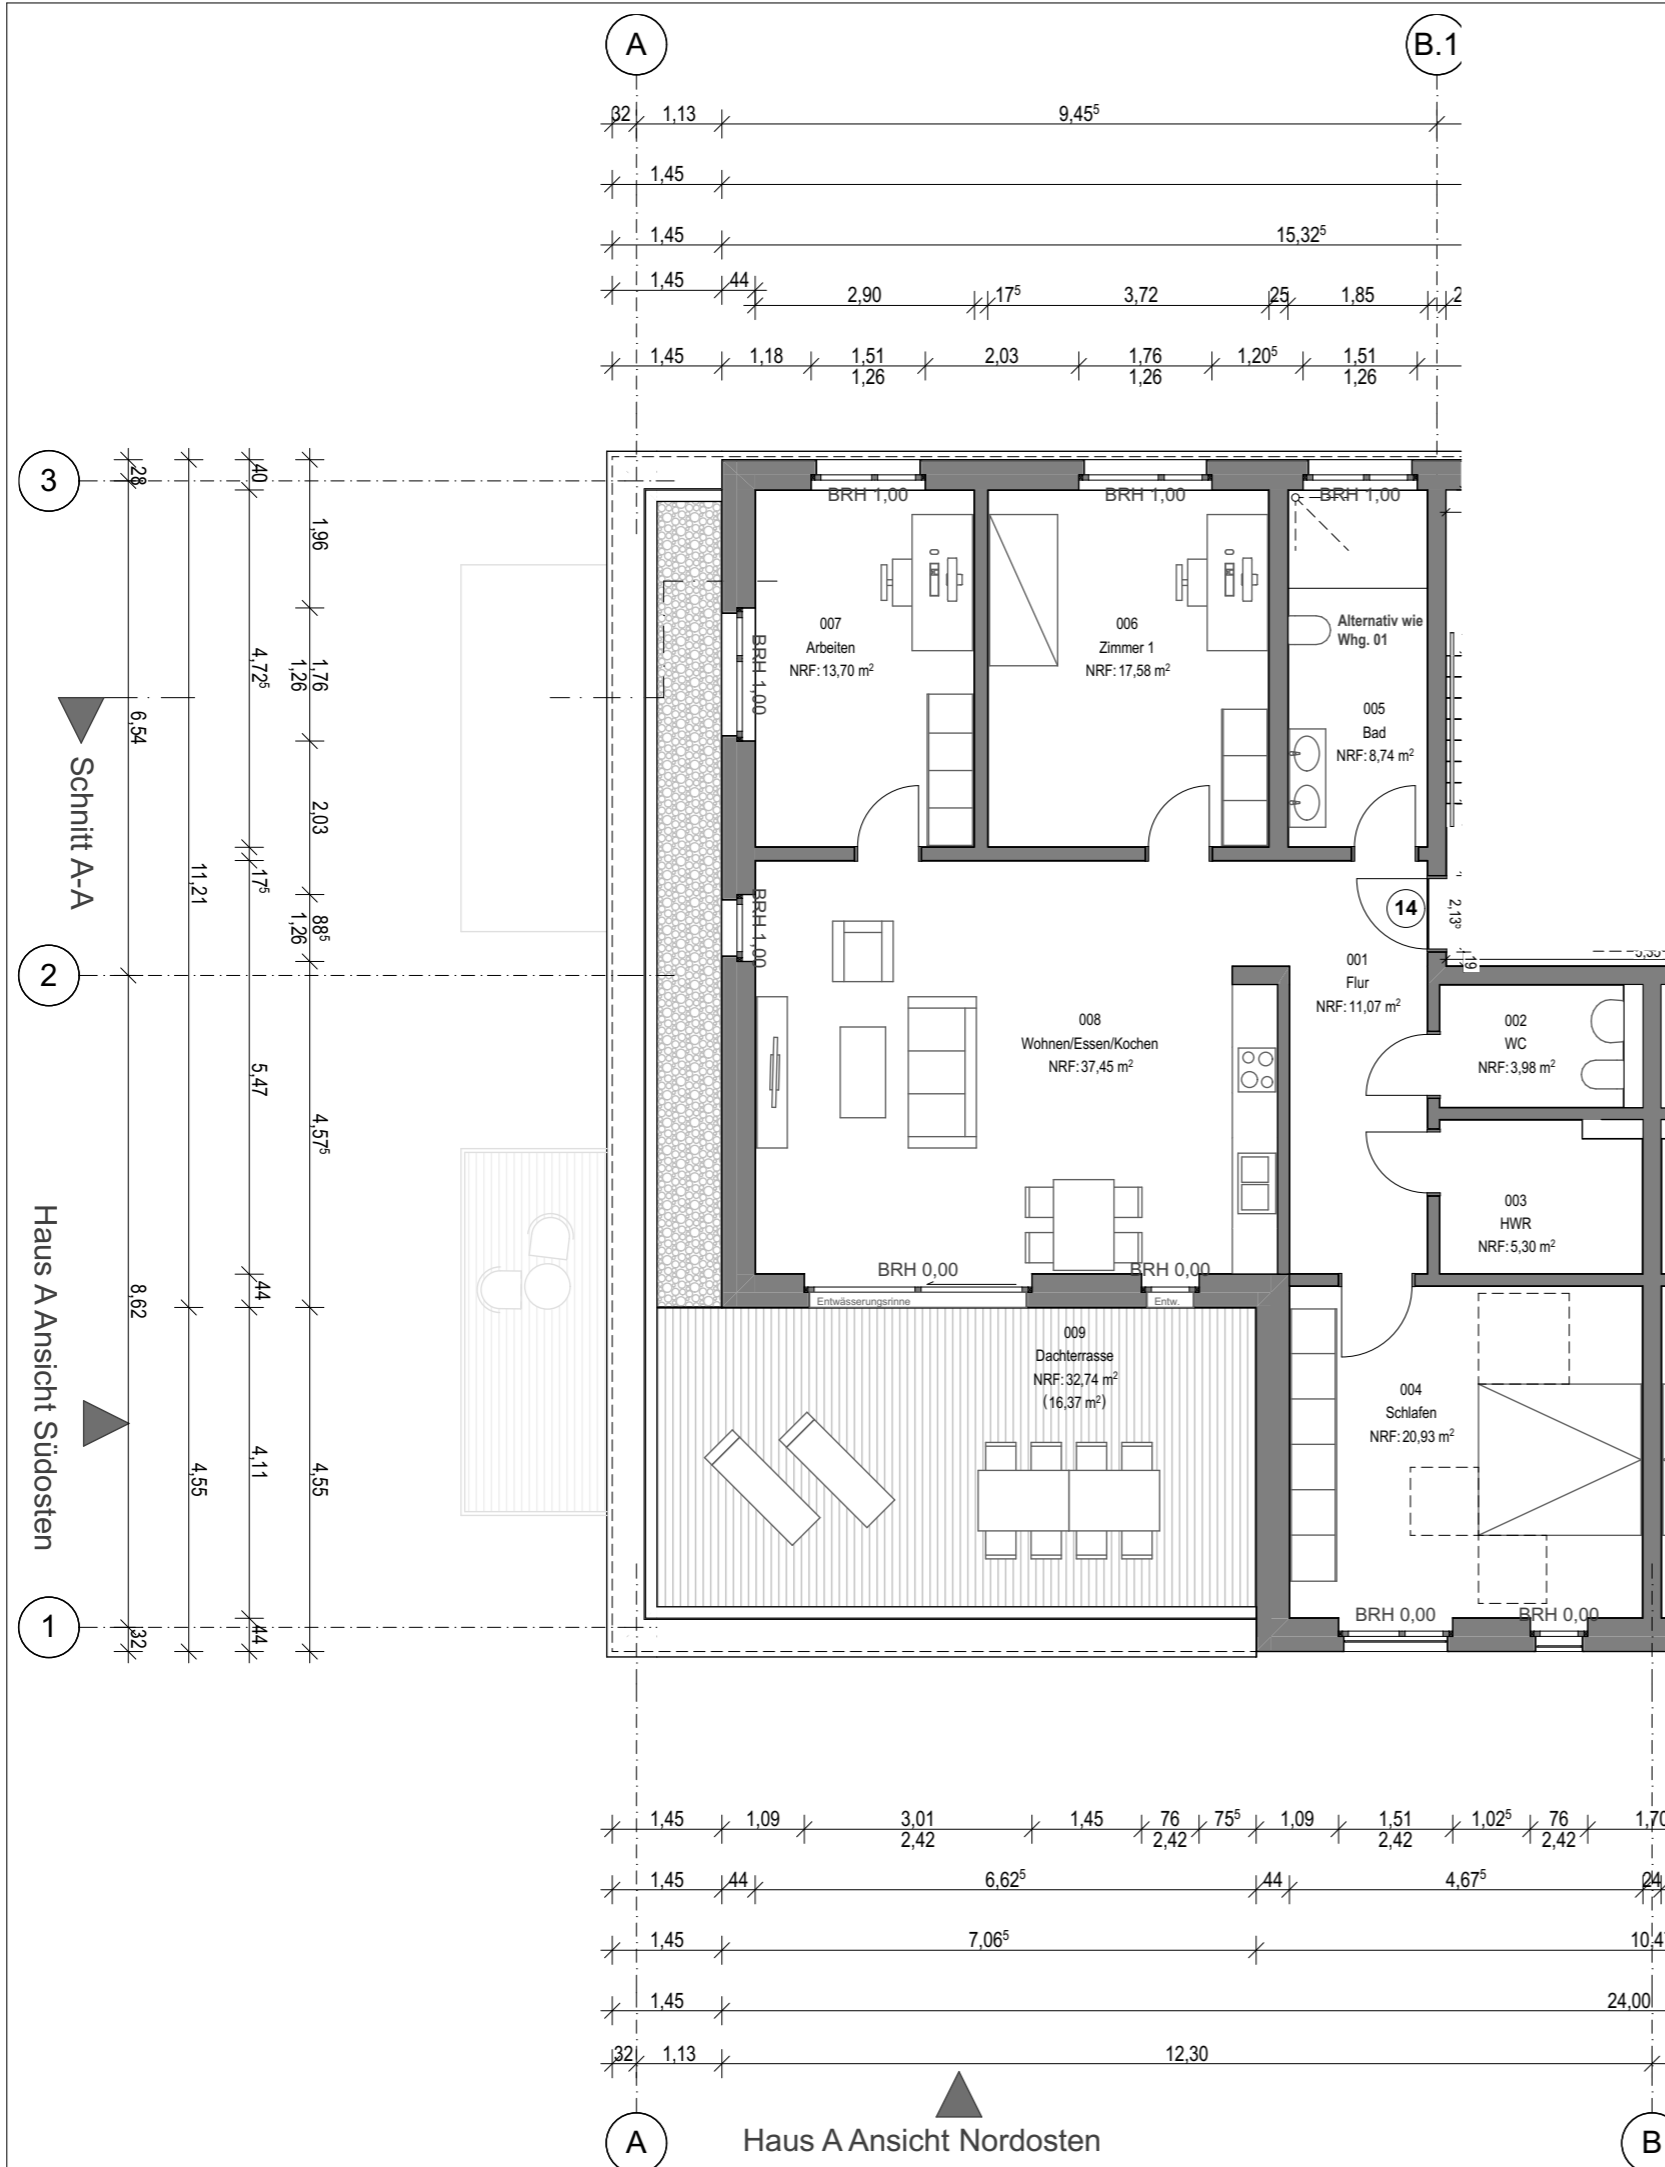 A
B.1
32 1,13 9,45⁵
1,45
1,45 15,32⁵
1,45 44 2,90 17⁵ 3,72 25 1,85
1,45 1,18 1,51 2,03 1,76 1,20⁵ 1,51
1,26 1,26 1,26
3
2
1
28 6,54 8,62 32
11,21 4,55
40 4,72⁵ 17⁵ 5,47 44 4,11 44
1,96 1,76 2,03 88⁵ 4,57⁵ 4,55
1,26 1,26
Schnitt A-A
Haus A Ansicht Südosten
BRH 1,00
BRH 1,00
BRH 1,00
BRH 1,00
BRH 1,00
007
Arbeiten
NRF: 13,70 m²
006
Zimmer 1
NRF: 17,58 m²
Alternativ wie
Whg. 01
005
Bad
NRF: 8,74 m²
14
2,13⁵
19
001
Flur
NRF: 11,07 m²
002
WC
NRF: 3,98 m²
008
Wohnen/Essen/Kochen
NRF: 37,45 m²
003
HWR
NRF: 5,30 m²
BRH 0,00
BRH 0,00
Entwässerungsrinne
Entw.
009
Dachterrasse
NRF: 32,74 m²
(16,37 m²)
004
Schlafen
NRF: 20,93 m²
BRH 0,00
BRH 0,00
1,45 1,09 3,01 1,45 76 75⁵ 1,09 1,51 1,02⁵ 76 1,70
2,42 2,42 2,42 2,42
1,45 44 6,62⁵ 44 4,67⁵ 24
1,45 7,06⁵
1,45 24,00
32 1,13 12,30
A
Haus A Ansicht Nordosten
B